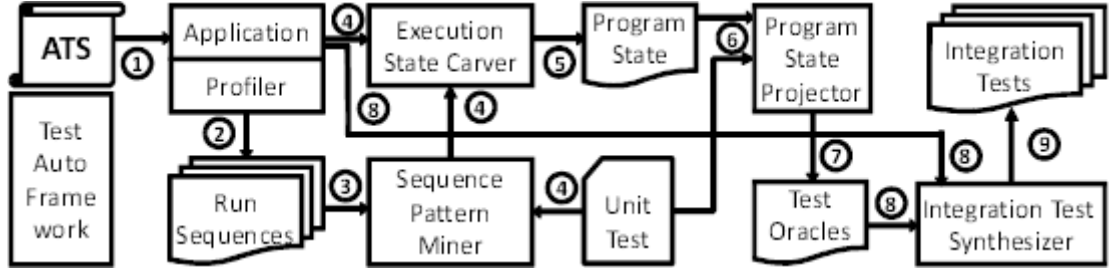 ATS
1
Application
Profiler
4
Execution
State Carver
5
Program
State
6
Program
State
Projector
Integration
Tests
Test
Auto
Frame
work
2
8
4
7
8
9
Run
Sequences
3
Sequence
Pattern
Miner
4
Unit
Test
Test
Oracles
8
Integration Test
Synthesizer